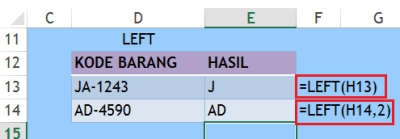 C D E F G
11 LEFT
12 KODE BARANG HASIL
13 JA-1243 J =LEFT(H13)
14 AD-4590 AD =LEFT(H14,2)
15